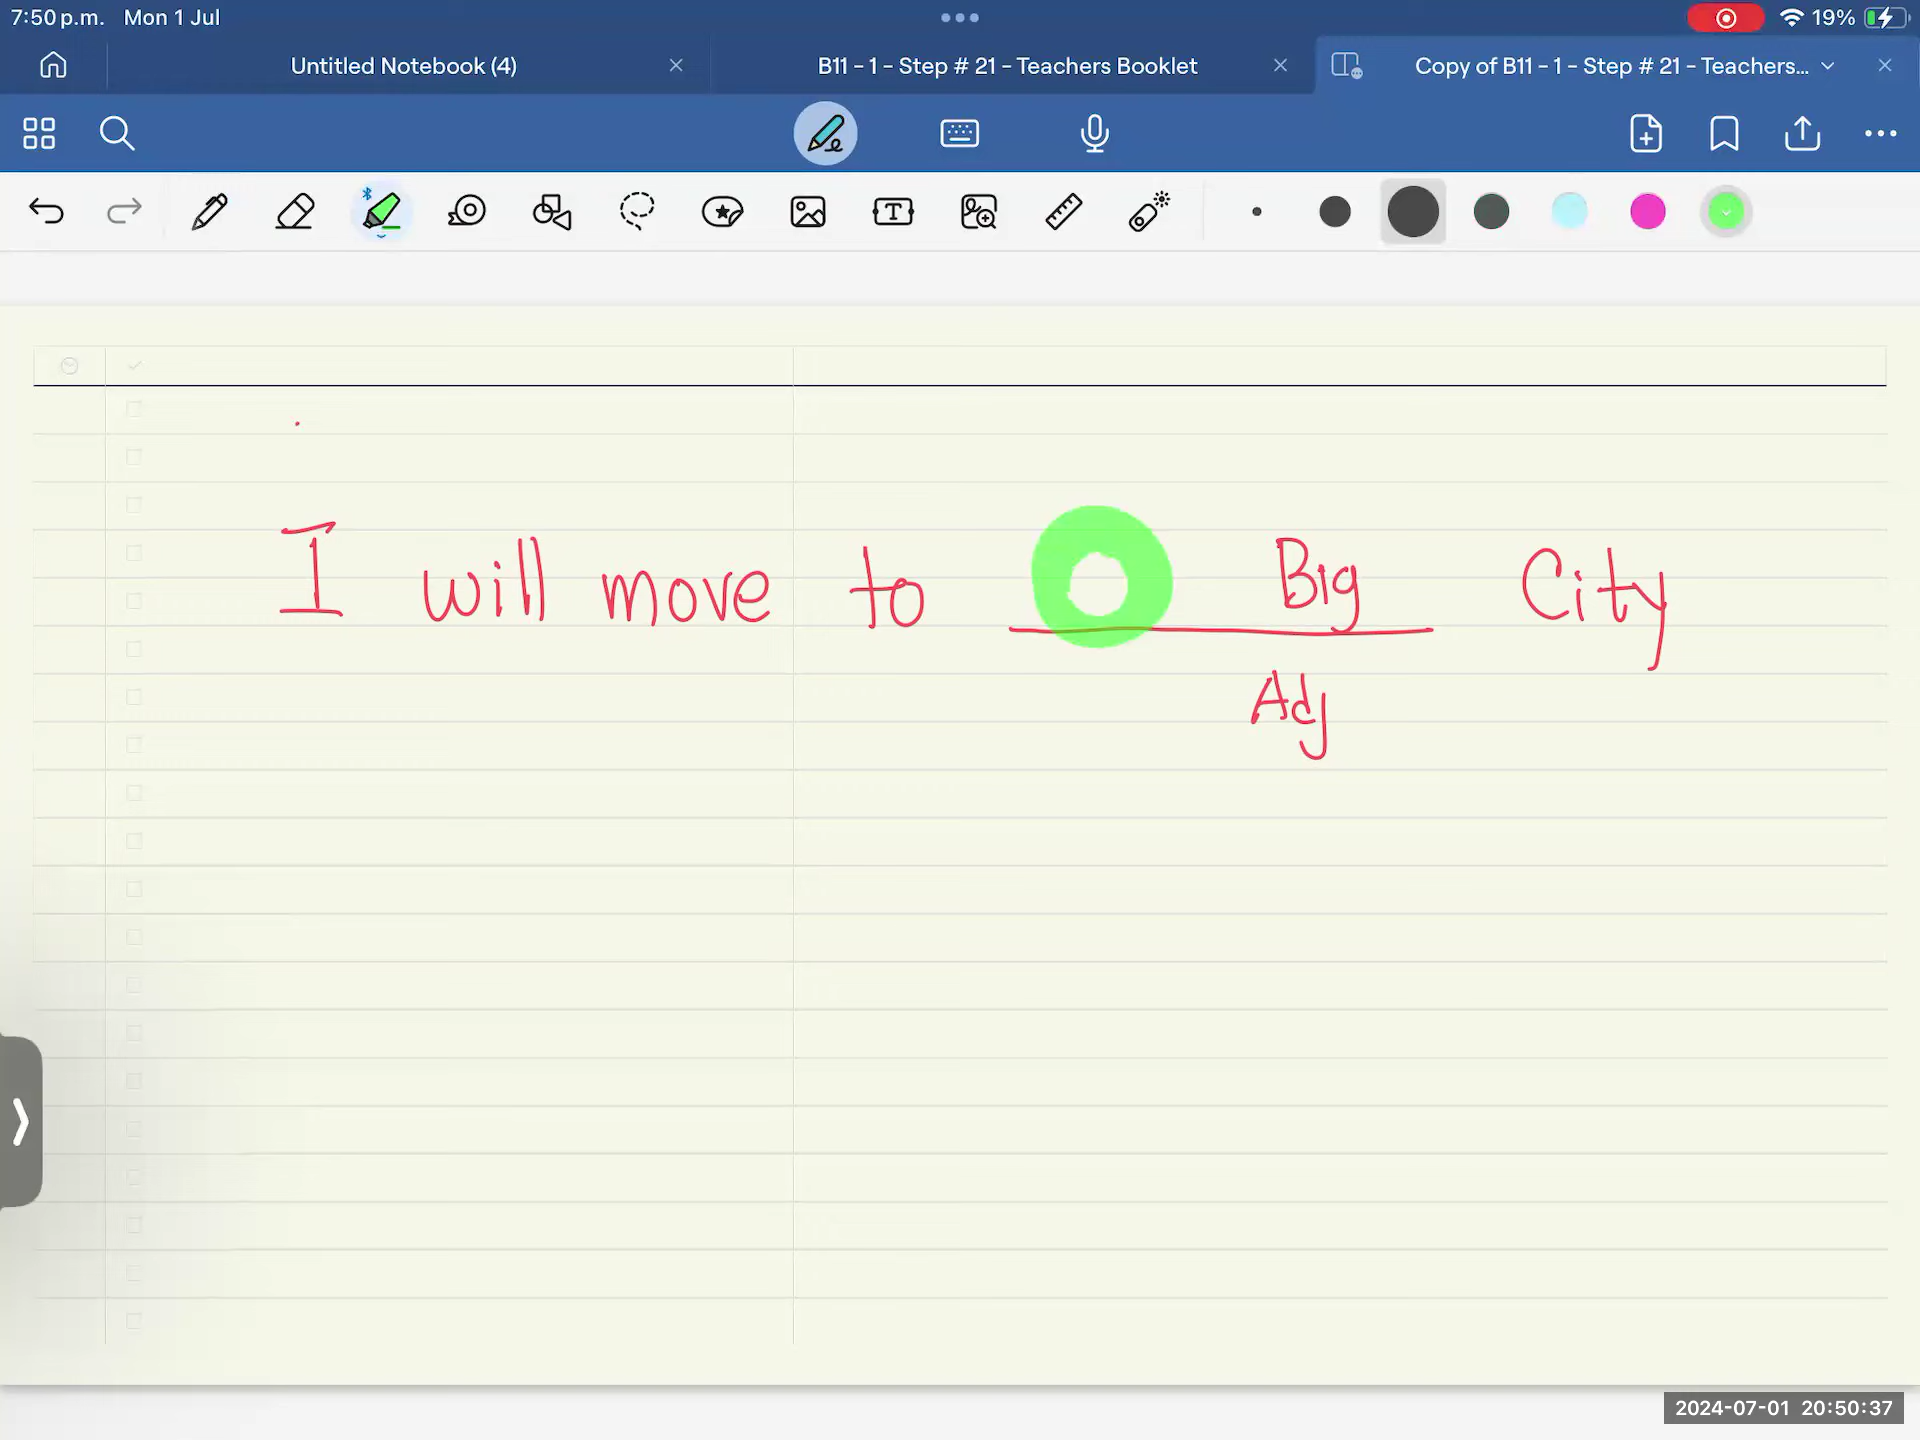 7:50 p.m. Mon 1 Jul
19%
Untitled Notebook (4)
B11 – 1 – Step # 21 – Teachers Booklet
Copy of B11 – 1 – Step # 21 – Teachers...
I will move to Big City
Adj
2024-07-01 20:50:37